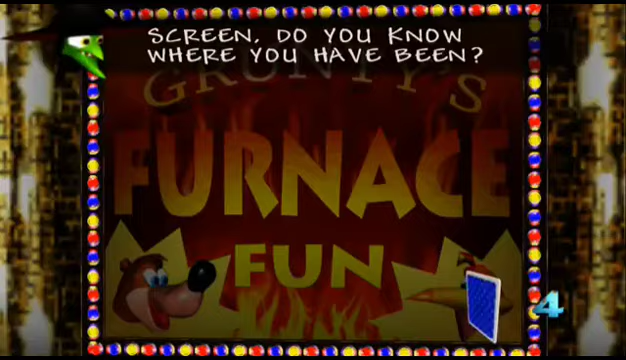 SCREEN, DO YOU KNOW
WHERE YOU HAVE BEEN?
GRUNTY'S
FURNACE
FUN
4